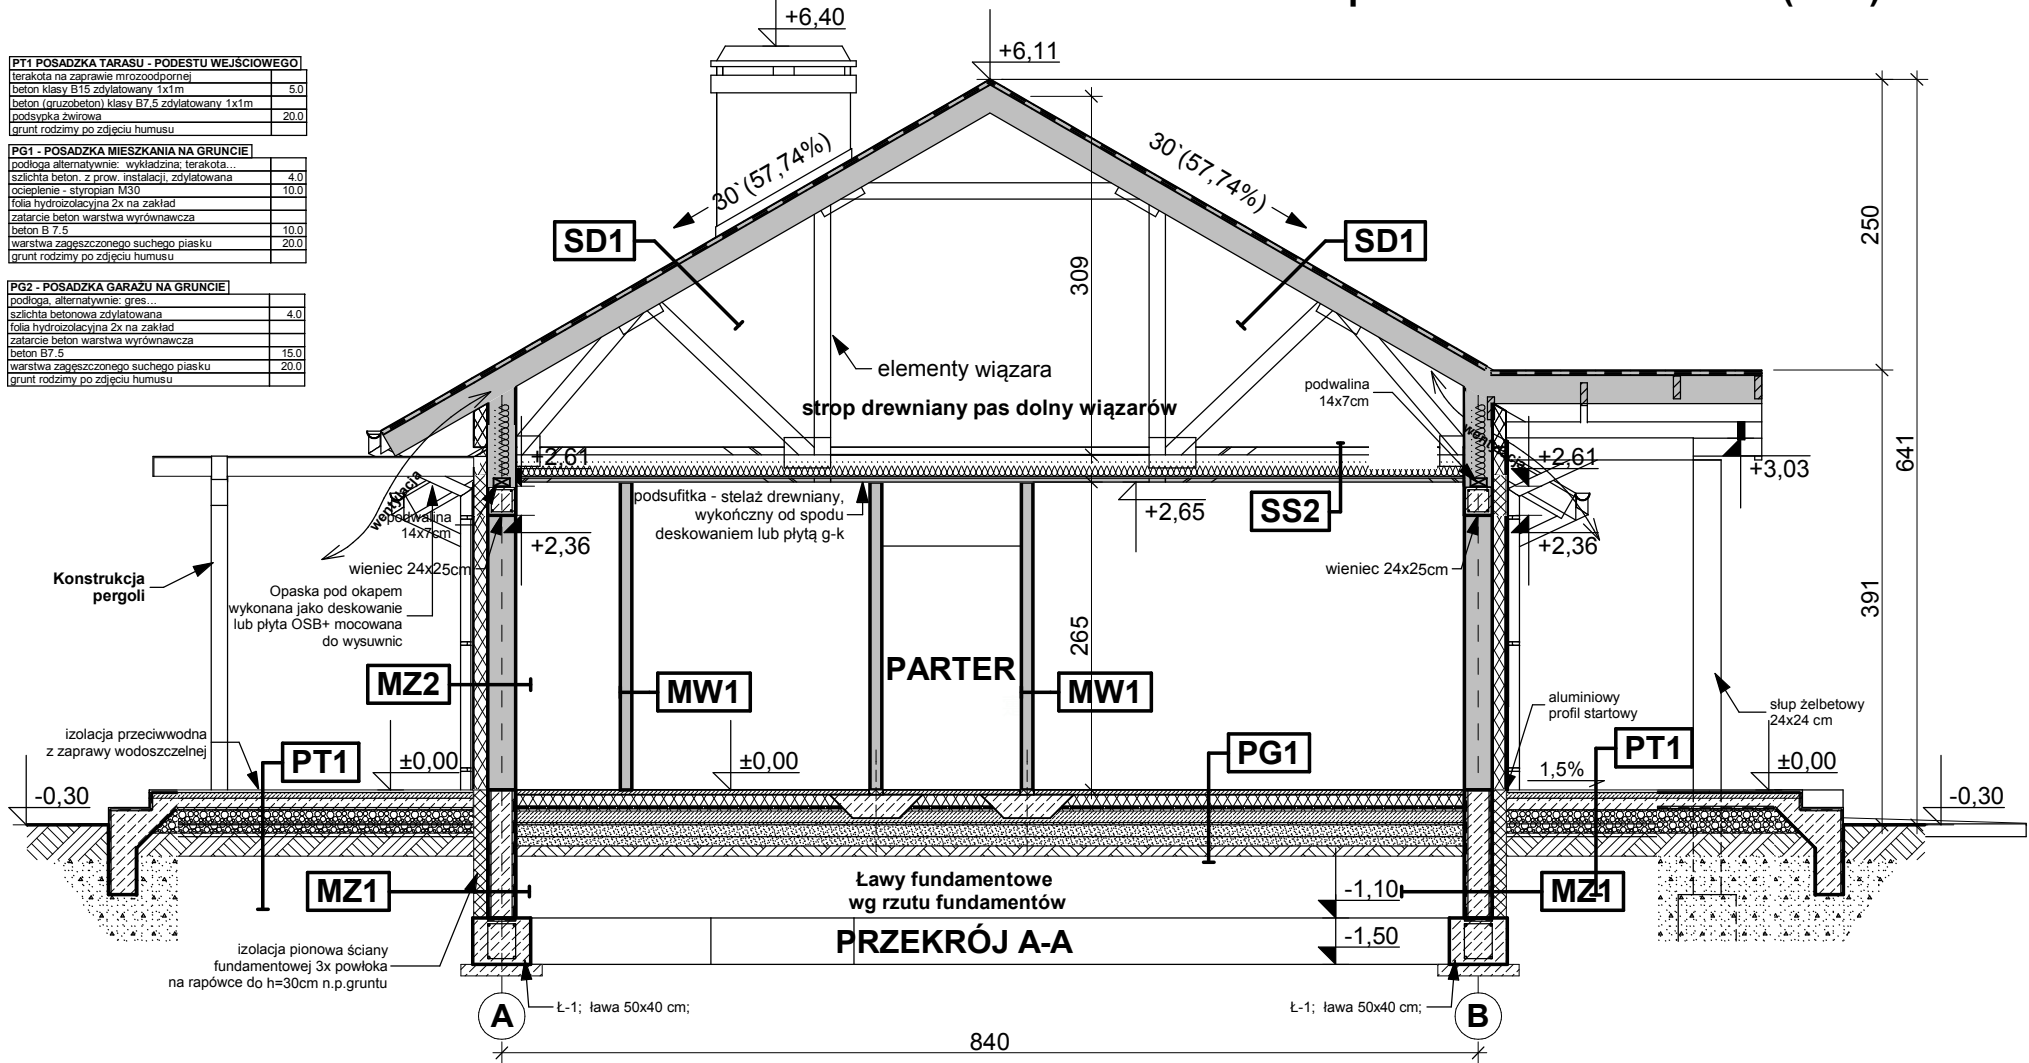 PT1 POSADZKA TARASU - PODESTU WEJŚCIOWEGO
terakota na zaprawie mrozoodpornej
beton klasy B15 zdylatowany 1x1m 5.0
beton (gruzobeton) klasy B7,5 zdylatowany 1x1m
podsypka żwirowa 20.0
grunt rodzimy po zdjęciu humusu
PG1 - POSADZKA MIESZKANIA NA GRUNCIE
podłoga alternatywnie: wykładzina; terakota...
szlichta beton. z prow. instalacji, zdylatowana 4.0
ocieplenie - styropian M30 10.0
folia hydroizolacyjna 2x na zakład
zatarcie beton warstwa wyrównawcza
beton B 7.5 10.0
warstwa zagęszczonego suchego piasku 20.0
grunt rodzimy po zdjęciu humusu
PG2 - POSADZKA GARAŻU NA GRUNCIE
podłoga, alternatywnie: gres...
szlichta betonowa zdylatowana 4.0
folia hydroizolacyjna 2x na zakład
zatarcie beton warstwa wyrównawcza
beton B7.5 15.0
warstwa zagęszczonego suchego piasku 20.0
grunt rodzimy po zdjęciu humusu
+6,40
+6,11
30`(57,74%)
30`(57,74%)
SD1
SD1
309
250
641
391
elementy wiązara
strop drewniany pas dolny wiązarów
podwalina
14x7cm
wentylacja
wentylacja
+2,61
+2,61
+3,03
podwalina
14x7cm
podsufitka - stelaż drewniany,
wykończny od spodu
deskowaniem lub płytą g-k
+2,65
SS2
+2,36
+2,36
wieniec 24x25cm
wieniec 24x25cm
Konstrukcja
pergoli
Opaska pod okapem
wykonana jako deskowanie
lub płyta OSB+ mocowana
do wysuwnic
265
PARTER
MZ2
MW1
MW1
aluminiowy
profil startowy
słup żelbetowy
24x24 cm
izolacja przeciwwodna
z zaprawy wodoszczelnej
PT1
±0,00
±0,00
PG1
1,5%
PT1
±0,00
-0,30
-0,30
MZ1
Ławy fundamentowe
wg rzutu fundamentów
-1,10
MZ1
PRZEKRÓJ A-A
-1,50
izolacja pionowa ściany
fundamentowej 3x powłoka
na rapówce do h=30cm n.p.gruntu
Ł-1; ława 50x40 cm;
Ł-1; ława 50x40 cm;
A
B
840